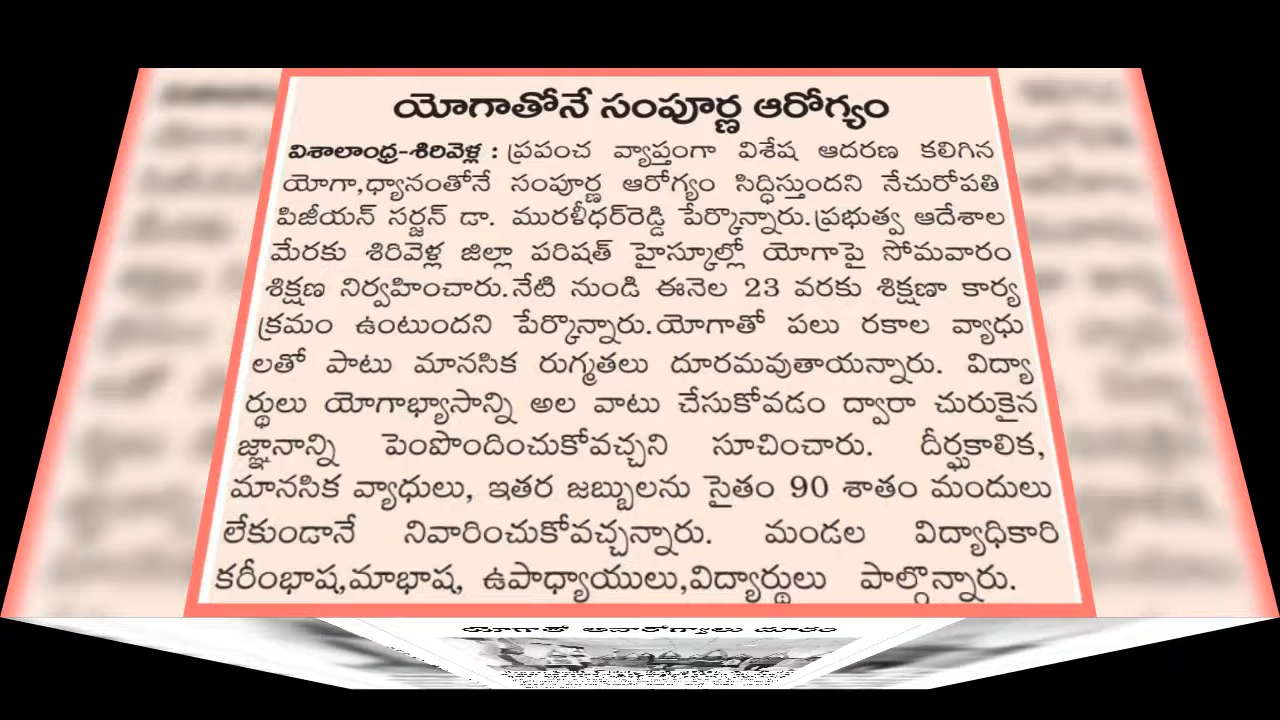 యోగాతోనే సంపూర్ణ ఆరోగ్యం
విశాలాంధ్ర-శిరివెళ్ల : ప్రపంచ వ్యాప్తంగా విశేష ఆదరణ కలిగిన
యోగా,ధ్యానంతోనే సంపూర్ణ ఆరోగ్యం సిద్ధిస్తుందని నేచురోపతి
పిజీయన్ సర్జన్ డా. మురళీధర్‌రెడ్డి పేర్కొన్నారు.ప్రభుత్వ ఆదేశాల
మేరకు శిరివెళ్ల జిల్లా పరిషత్ హైస్కూల్లో యోగాపై సోమవారం
శిక్షణ నిర్వహించారు.నేటి నుండి ఈనెల 23 వరకు శిక్షణా కార్య
క్రమం ఉంటుందని పేర్కొన్నారు.యోగాతో పలు రకాల వ్యాధు
లతో పాటు మానసిక రుగ్మతలు దూరమవుతాయన్నారు. విద్యా
ర్థులు యోగాభ్యాసాన్ని అల వాటు చేసుకోవడం ద్వారా చురుకైన
జ్ఞానాన్ని పెంపొందించుకోవచ్చని సూచించారు. దీర్ఘకాలిక,
మానసిక వ్యాధులు, ఇతర జబ్బులను సైతం 90 శాతం మందులు
లేకుండానే నివారించుకోవచ్చన్నారు. మండల విద్యాధికారి
కరీంభాష,మాభాష, ఉపాధ్యాయులు,విద్యార్థులు పాల్గొన్నారు.
యోగాతో అనారోగ్యాలు దూరం